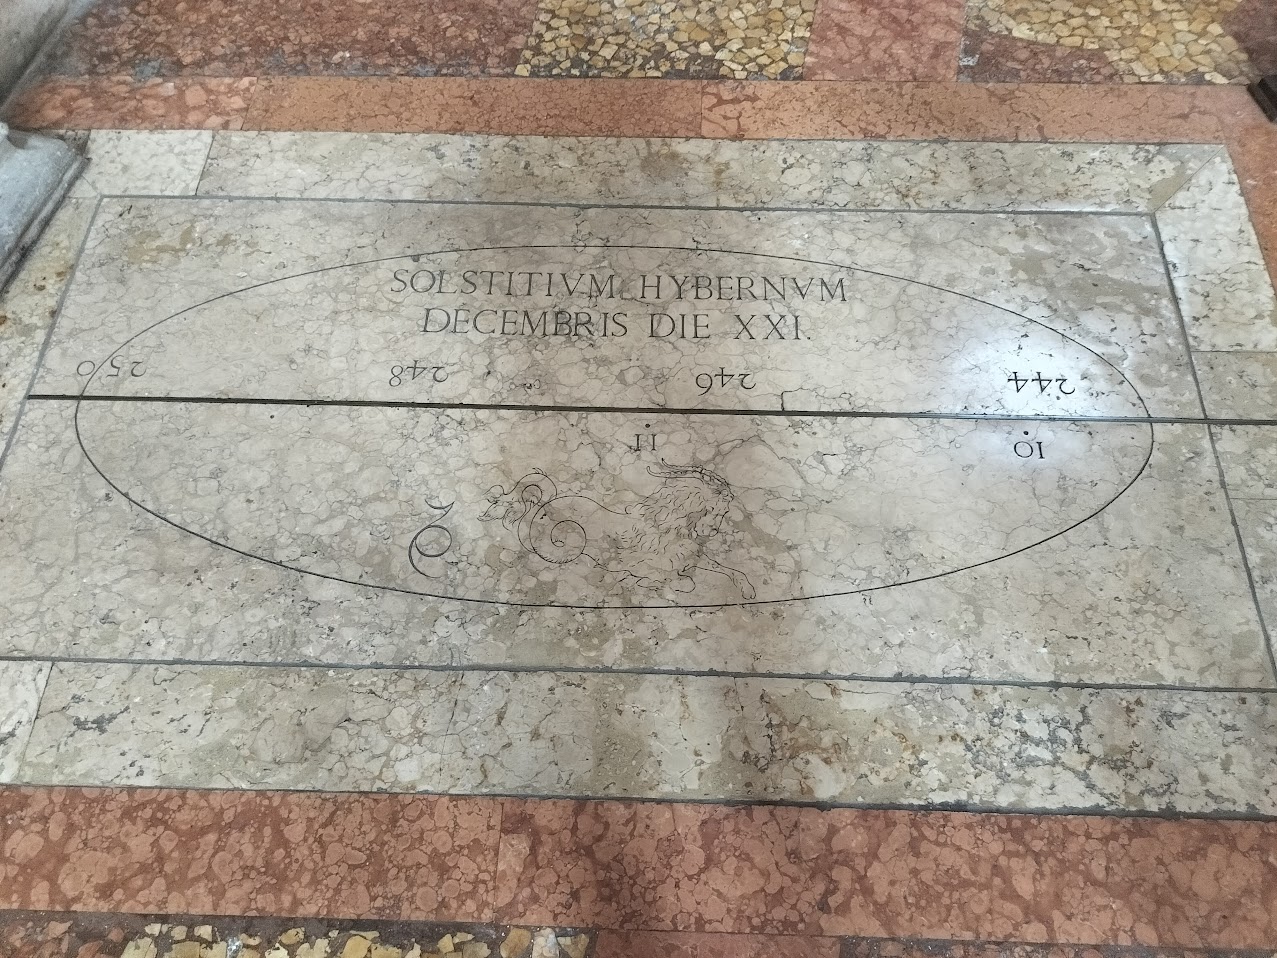 SOLSTITIVM HYBERNVM
DECEMBRIS DIE XXI.
250 248 246 244
11 10